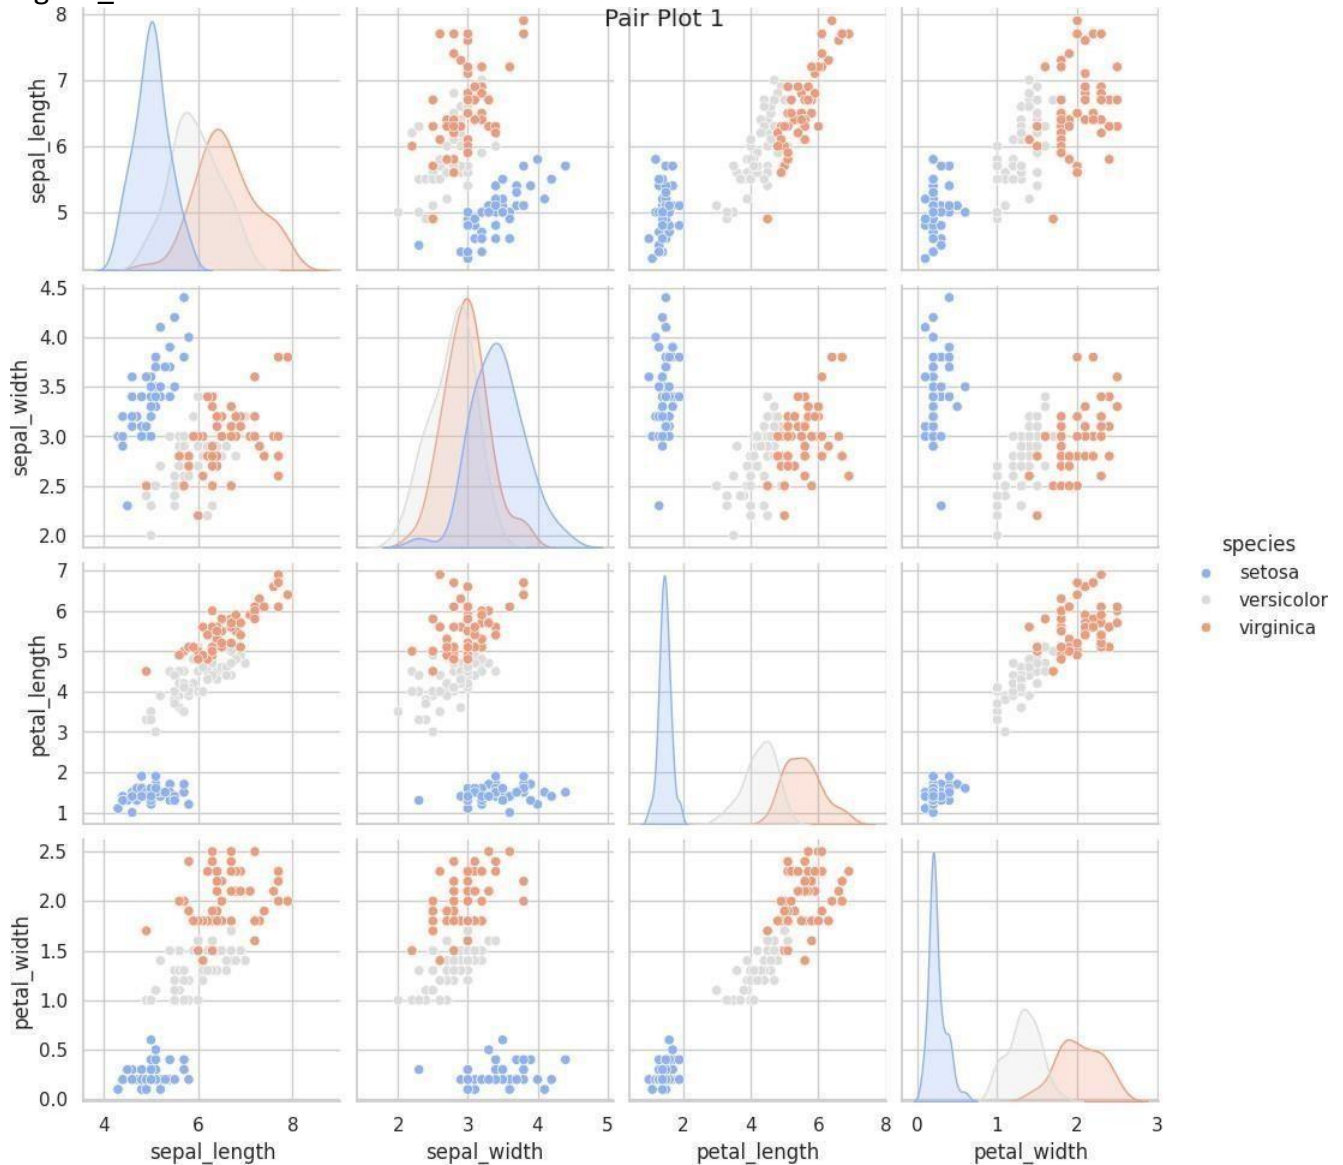 Pair Plot 1
8
7
6
5
sepal_length
4.5
4.0
3.5
3.0
2.5
2.0
sepal_width
species
setosa
versicolor
virginica
7
6
5
4
3
2
1
petal_length
2.5
2.0
1.5
1.0
0.5
0.0
petal_width
4 6 8 2 3 4 5 2 4 6 8 0 1 2 3
sepal_length sepal_width petal_length petal_width